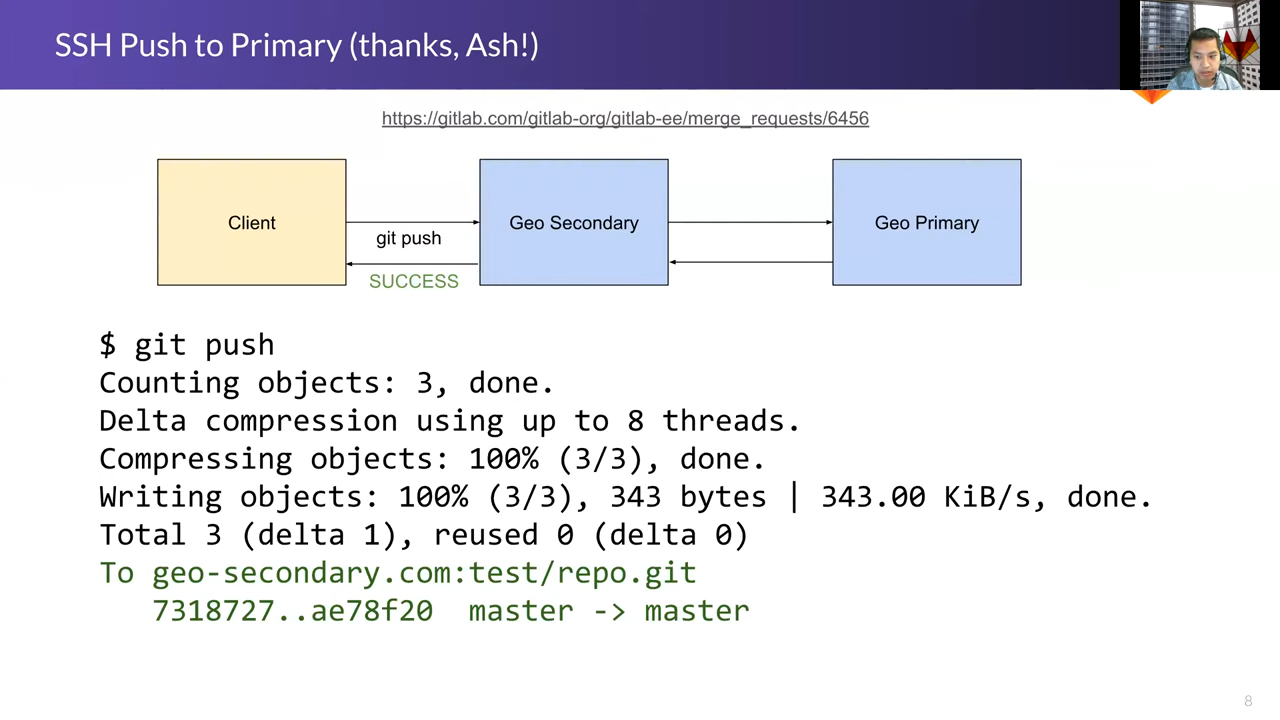 SSH Push to Primary (thanks, Ash!)
https://gitlab.com/gitlab-org/gitlab-ee/merge_requests/6456
Client
git push
SUCCESS
Geo Secondary
Geo Primary
$ git push
Counting objects: 3, done.
Delta compression using up to 8 threads.
Compressing objects: 100% (3/3), done.
Writing objects: 100% (3/3), 343 bytes | 343.00 KiB/s, done.
Total 3 (delta 1), reused 0 (delta 0)
To geo-secondary.com:test/repo.git
7318727..ae78f20 master -> master
8